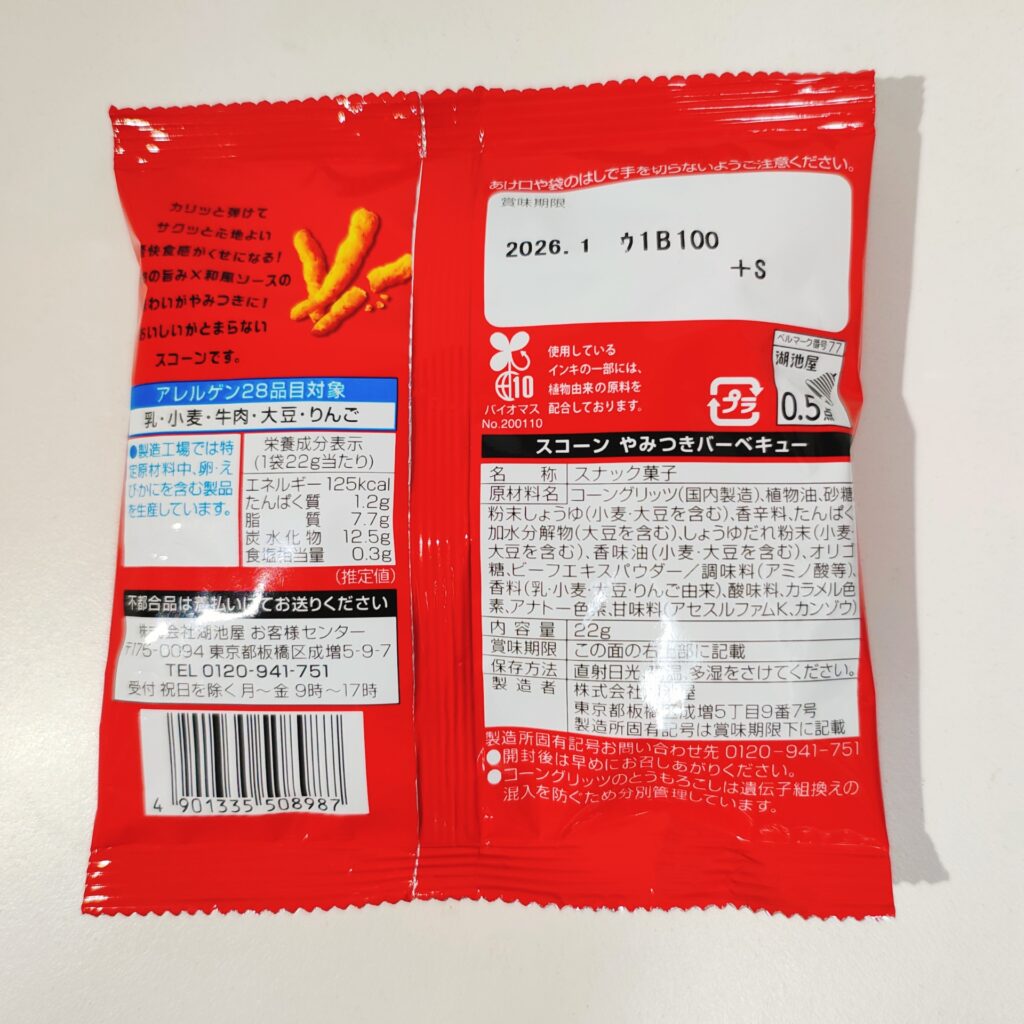 カリッと弾けて
サクッと心地よい
快食感がくせになる!
の旨み×和風ソースの
わいがやみつきに!
おいしいがとまらない
スコーンです。
アレルゲン28品目対象
乳・小麦・牛肉・大豆・りんご
●製造工場では特
定原材料中、卵・え
び・かにを含む製品
を生産しています。
栄養成分表示
(1袋22g当たり)
エネルギー 125kcal
たんぱく質 1.2g
脂質 7.7g
炭水化物 12.5g
食塩相当量 0.3g
(推定値)
不都合品は着払いにてお送りください
株式会社湖池屋 お客様センター
〒175-0094 東京都板橋区成増5-9-7
TEL 0120-941-751
受付 祝日を除く月〜金 9時〜17時
4 901335 508987
あけ口や袋のはしで手を切らないようご注意ください。
賞味期限
2026.1 ウ1B100
+S
使用している
インキの一部には、
植物由来の原料を
配合しております。
10
バイオマス
No.200110
プラ
ベルマーク番号77
湖池屋
0.5点
スコーン やみつきバーベキュー
名称 スナック菓子
原材料名 コーングリッツ(国内製造)、植物油、砂糖、
粉末しょうゆ(小麦・大豆を含む)、香辛料、たんぱく
加水分解物(大豆を含む)、しょうゆだれ粉末(小麦・
大豆を含む)、香味油(小麦・大豆を含む)、オリゴ
糖、ビーフエキスパウダー/調味料(アミノ酸等)、
香料(乳・小麦・大豆・りんご由来)、酸味料、カラメル色
素、アナトー色素、甘味料(アセスルファムK、カンゾウ)
内容量 22g
賞味期限 この面の右上部に記載
保存方法 直射日光、高温、多湿をさけてください。
製造者 株式会社湖池屋
東京都板橋区成増5丁目9番7号
製造所固有記号は賞味期限下に記載
製造所固有記号お問い合わせ先 0120-941-751
●開封後は早めにお召しあがりください。
●コーングリッツのとうもろこしは遺伝子組換えの
混入を防ぐため分別管理しています。